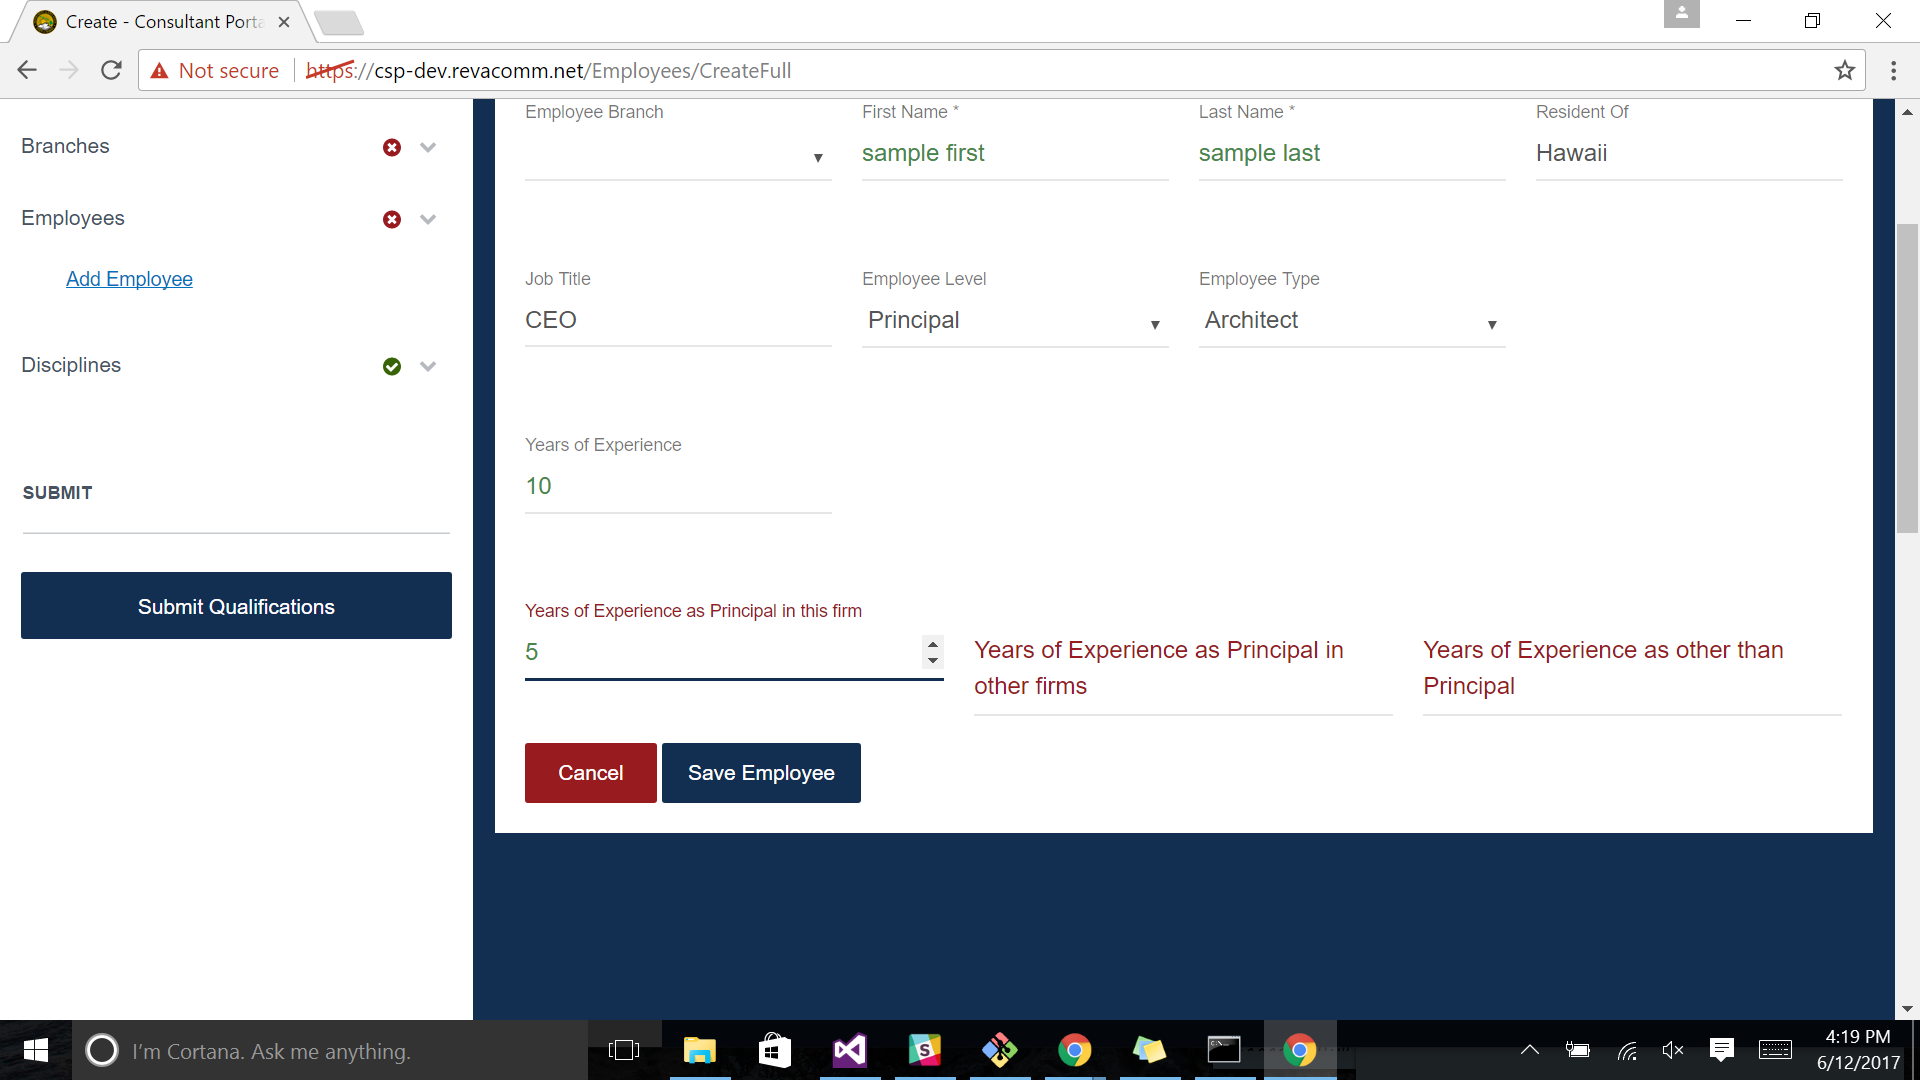 Create - Consultant Porta
Not secure
https://csp-dev.revacomm.net/Employees/CreateFull
Branches
Employees
Add Employee
Disciplines
SUBMIT
Submit Qualifications
Employee Branch
First Name *
Last Name *
Resident Of
sample first
sample last
Hawaii
Job Title
Employee Level
Employee Type
CEO
Principal
Architect
Years of Experience
10
Years of Experience as Principal in this firm
5
Years of Experience as Principal in
other firms
Years of Experience as other than
Principal
Cancel
Save Employee
I'm Cortana. Ask me anything.
4:19 PM
6/12/2017